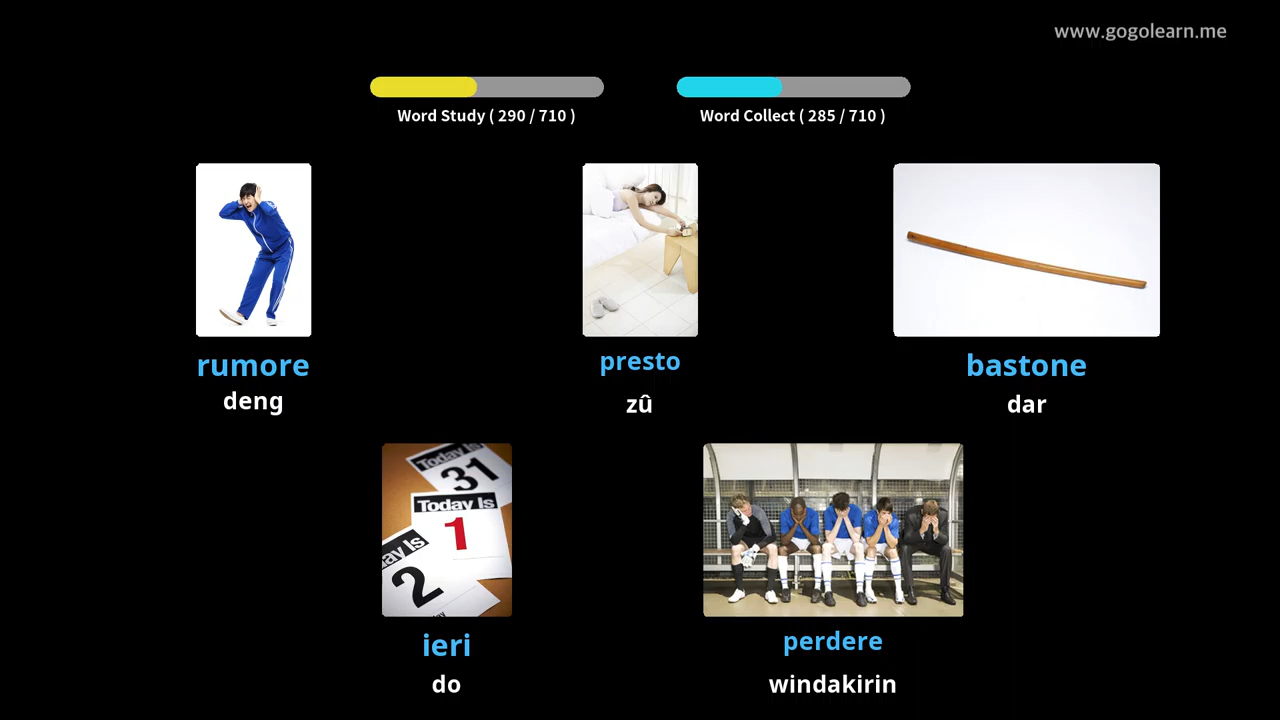 www.gogolearn.me
Word Study ( 290 / 710 )
Word Collect ( 285 / 710 )
rumore
deng
presto
zû
bastone
dar
Today Is
31
Today Is
1
ay Is
2
ieri
do
perdere
windakirin